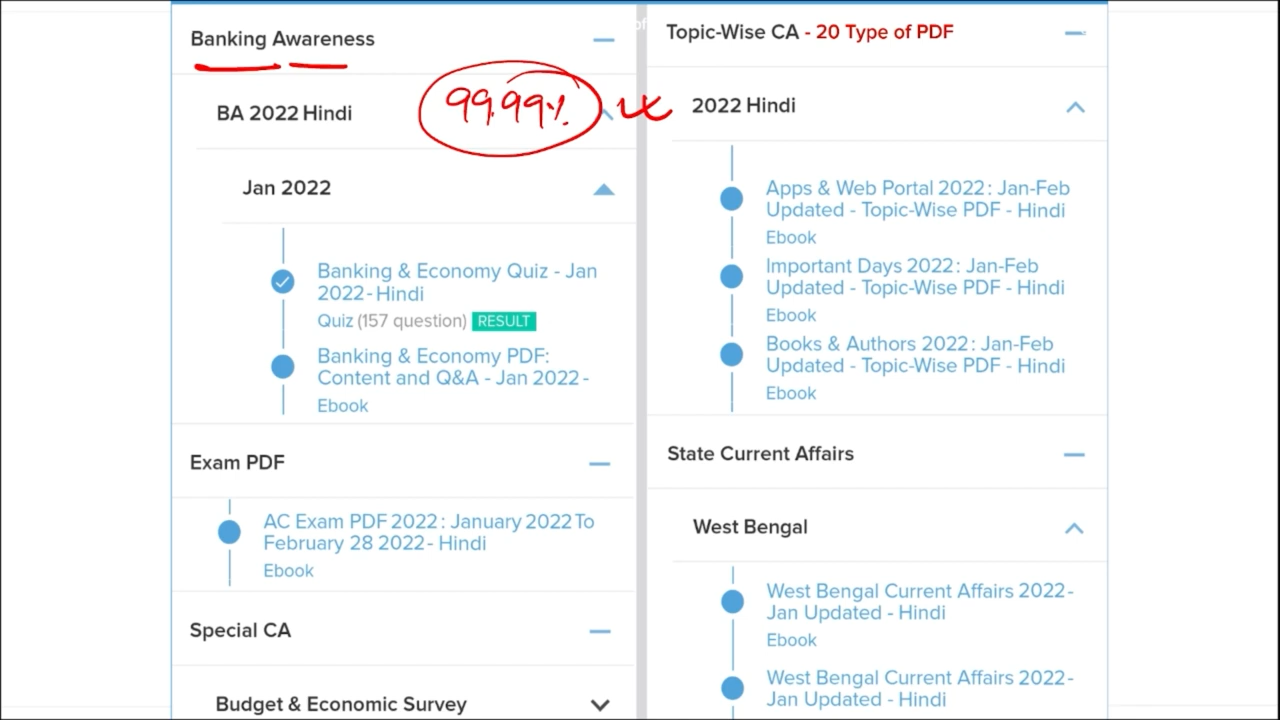 Banking Awareness
BA 2022 Hindi
99.99%
Jan 2022
Banking & Economy Quiz - Jan
2022-Hindi
Quiz (157 question) RESULT
Banking & Economy PDF:
Content and Q&A - Jan 2022 -
Ebook
Exam PDF
AC Exam PDF 2022 : January 2022 To
February 28 2022- Hindi
Ebook
Special CA
Budget & Economic Survey
Topic-Wise CA - 20 Type of PDF
2022 Hindi
Apps & Web Portal 2022 : Jan-Feb
Updated - Topic-Wise PDF - Hindi
Ebook
Important Days 2022 : Jan-Feb
Updated - Topic-Wise PDF - Hindi
Ebook
Books & Authors 2022 : Jan-Feb
Updated - Topic-Wise PDF - Hindi
Ebook
State Current Affairs
West Bengal
West Bengal Current Affairs 2022-
Jan Updated - Hindi
Ebook
West Bengal Current Affairs 2022-
Jan Updated - Hindi